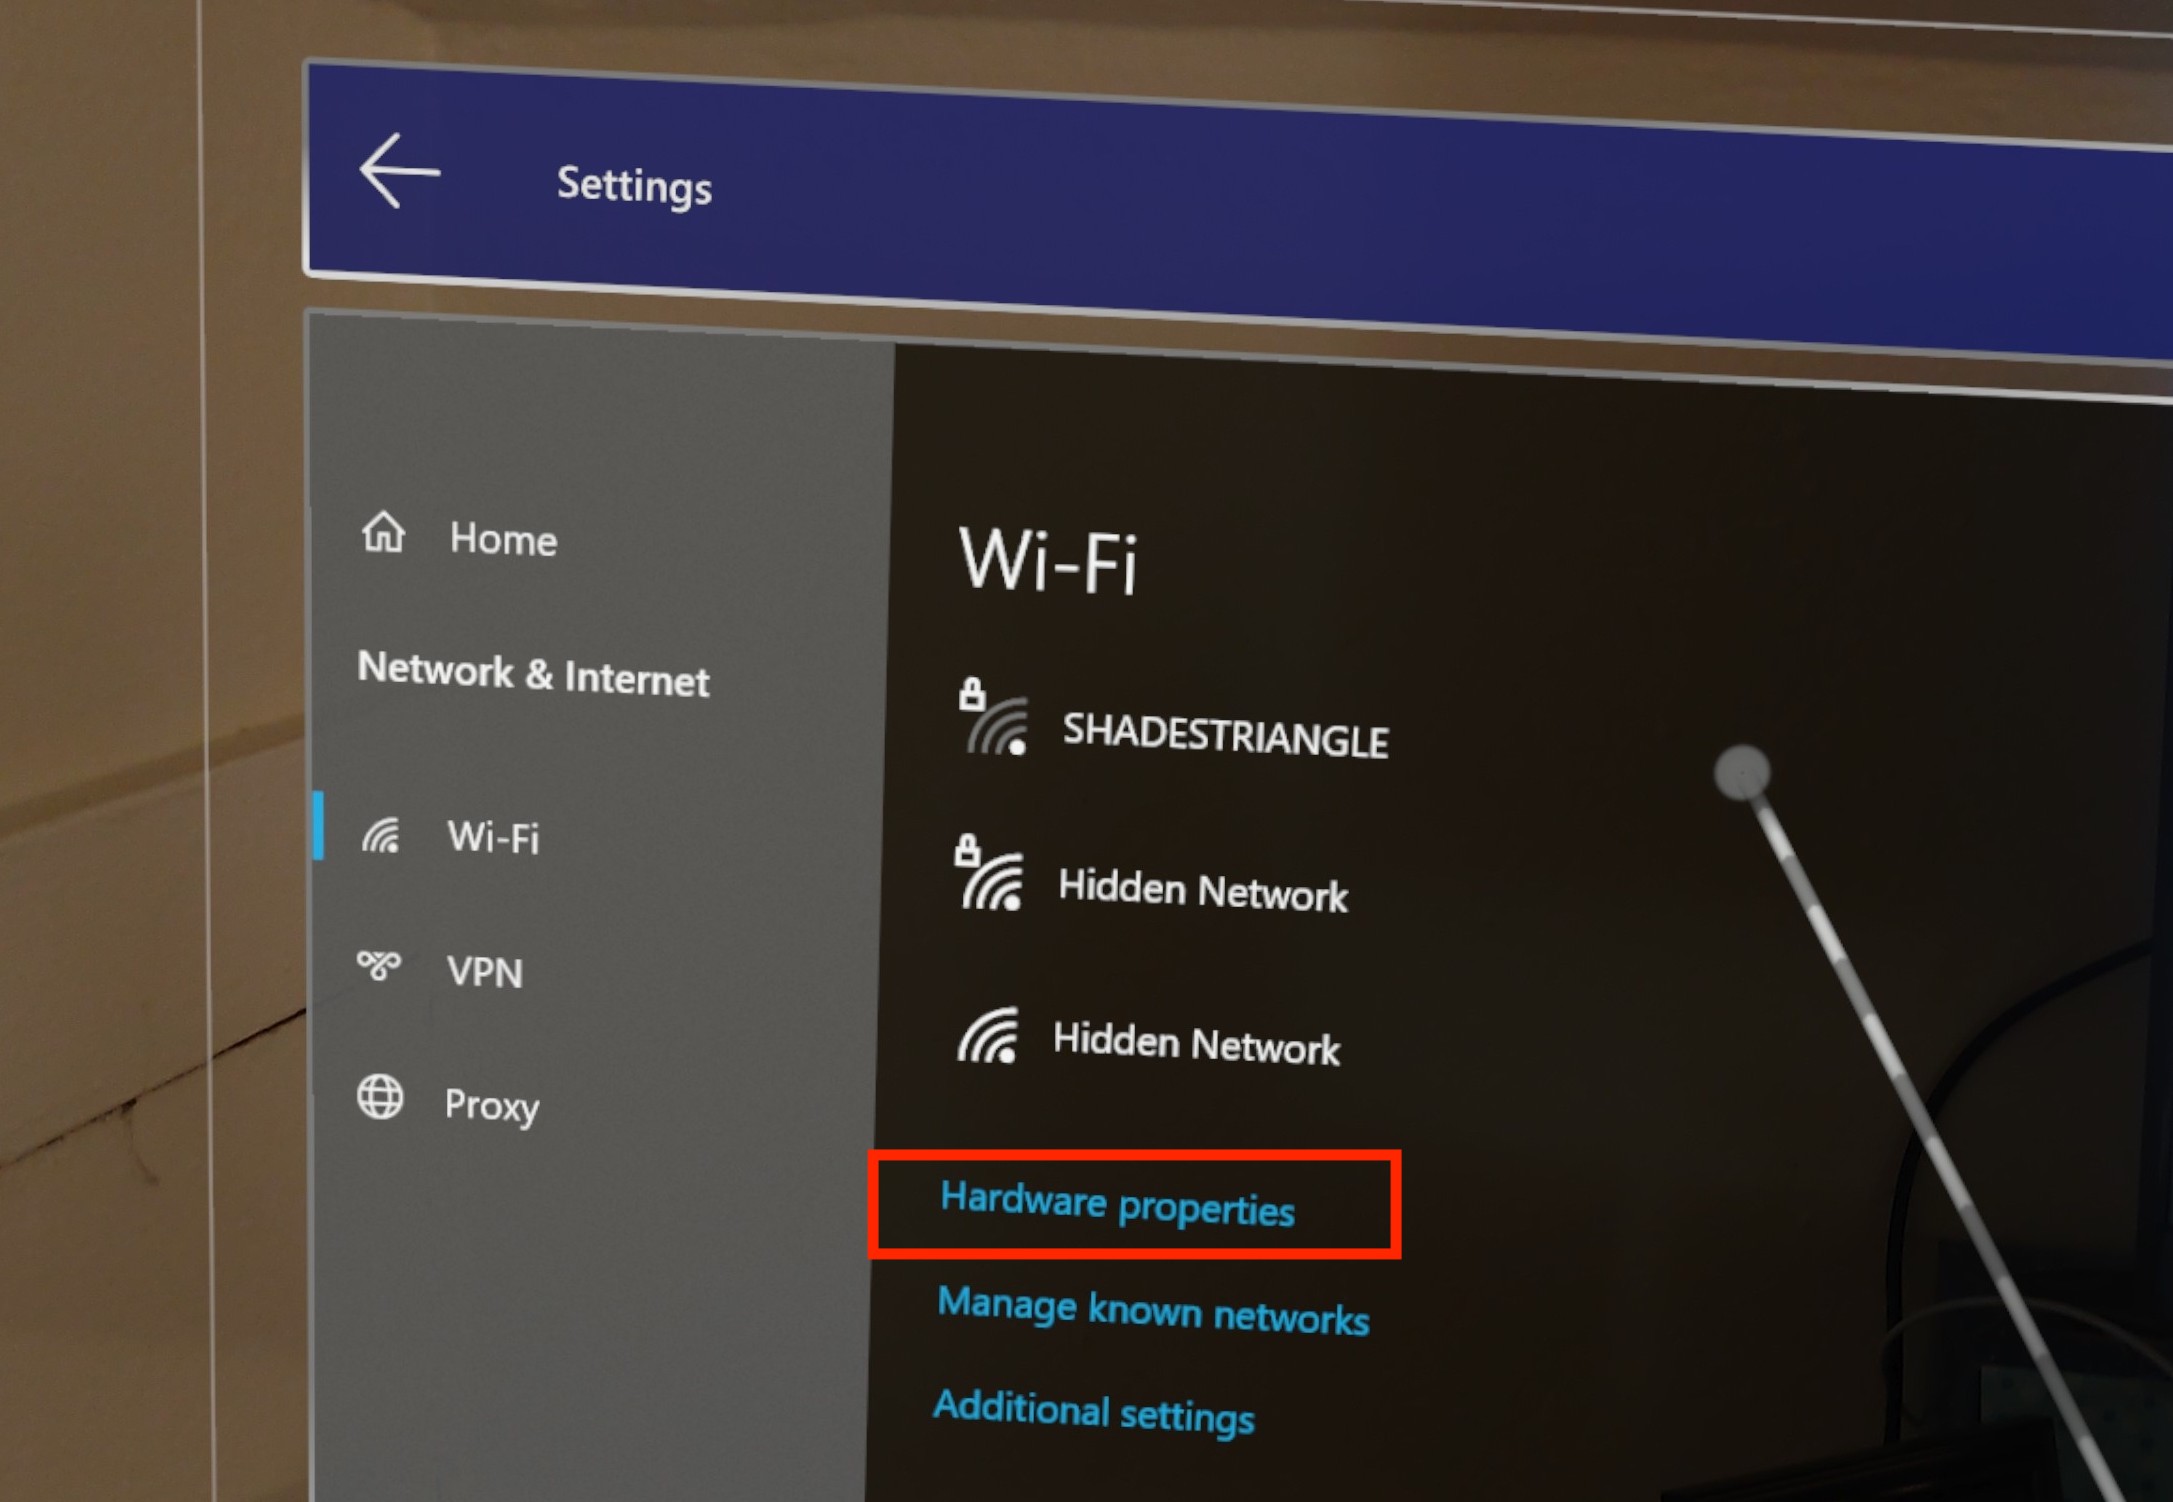 Settings
Home
Network & Internet
Wi-Fi
VPN
Proxy
Wi-Fi
SHADESTRIANGLE
Hidden Network
Hidden Network
Hardware properties
Manage known networks
Additional settings